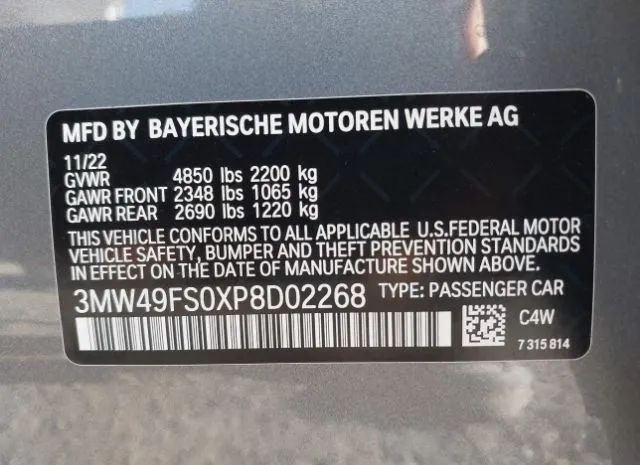 MFD BY BAYERISCHE MOTOREN WERKE AG
11/22
GVWR 4850 lbs 2200 kg
GAWR FRONT 2348 lbs 1065 kg
GAWR REAR 2690 lbs 1220 kg
THIS VEHICLE CONFORMS TO ALL APPLICABLE U.S.FEDERAL MOTOR
VEHICLE SAFETY, BUMPER AND THEFT PREVENTION STANDARDS
IN EFFECT ON THE DATE OF MANUFACTURE SHOWN ABOVE.
3MW49FS0XP8D02268 TYPE: PASSENGER CAR
C4W
7 315 814